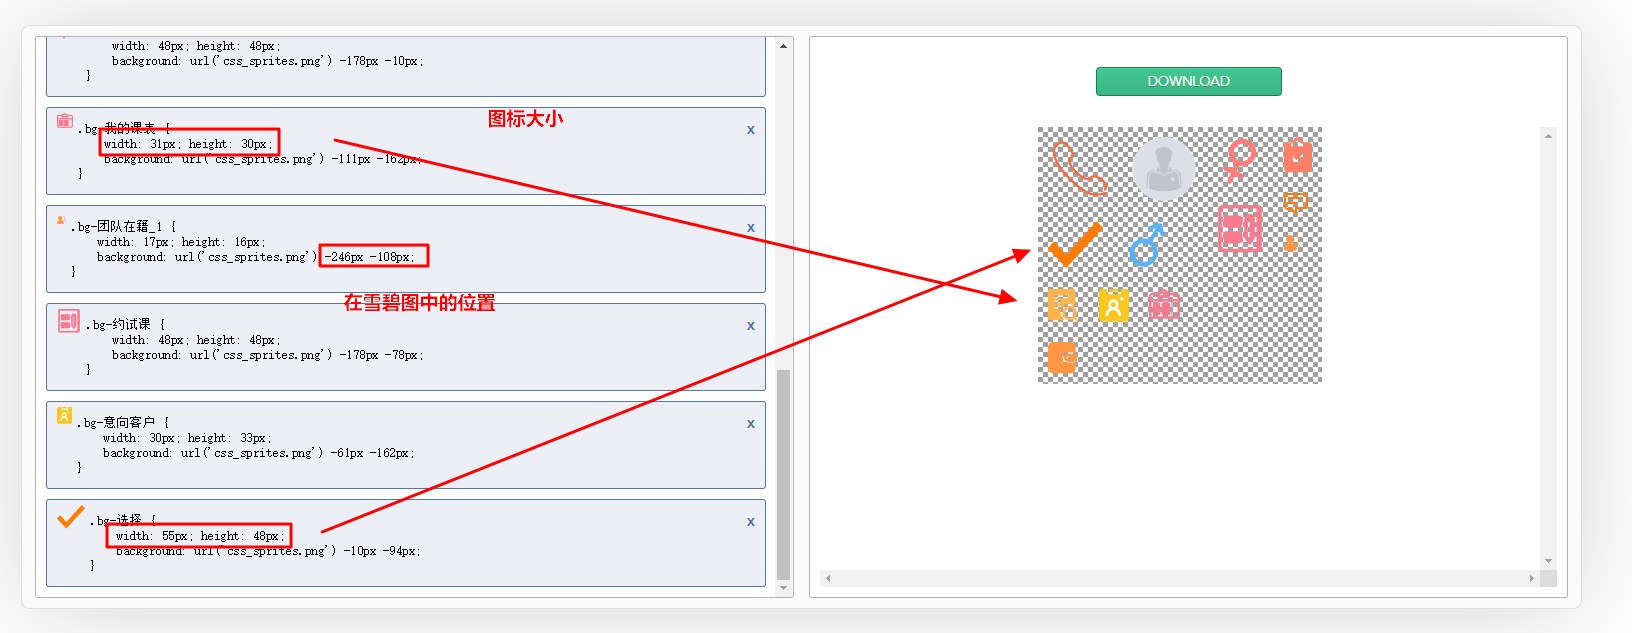 width: 48px; height: 48px;
background: url('css_sprites.png') -178px -10px;
}
.bg-我的课表 {
width: 31px; height: 30px;
background: url('css_sprites.png') -111px -162px;
}
x
图标大小
.bg-团队在籍_1 {
width: 17px; height: 16px;
background: url('css_sprites.png') -246px -108px;
}
x
在雪碧图中的位置
.bg-约试课 {
width: 48px; height: 48px;
background: url('css_sprites.png') -178px -78px;
}
x
.bg-意向客户 {
width: 30px; height: 33px;
background: url('css_sprites.png') -61px -162px;
}
x
.bg-选择 {
width: 55px; height: 48px;
background: url('css_sprites.png') -10px -94px;
}
x
DOWNLOAD